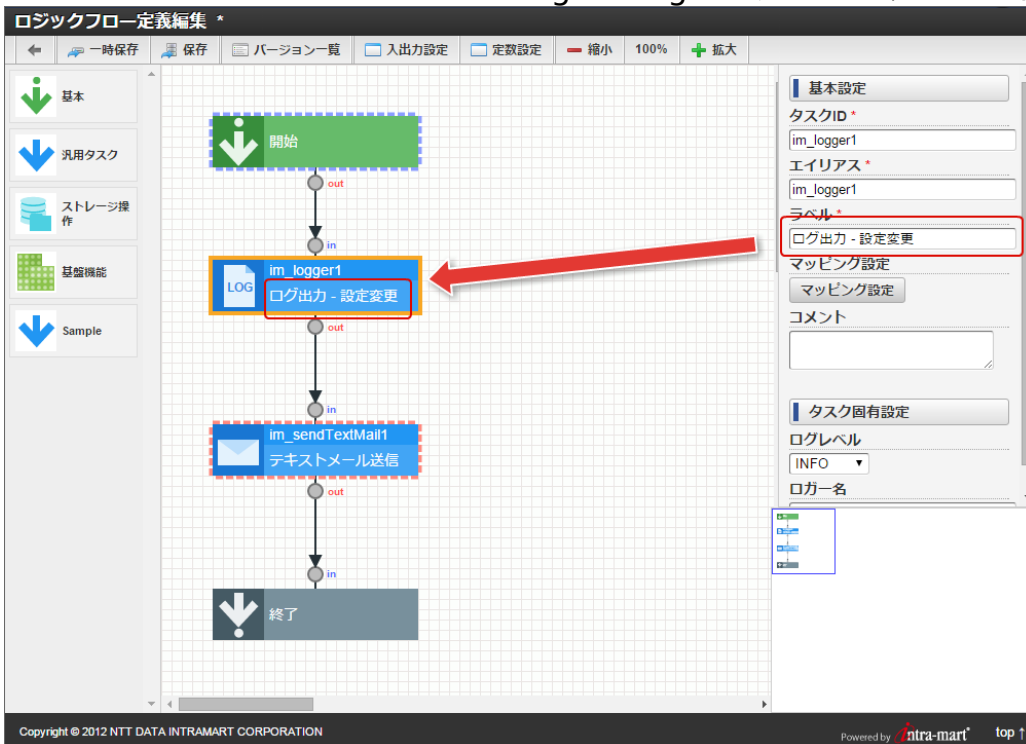 ロジックフロー定義編集 *
一時保存 保存 バージョン一覧 入出力設定 定数設定 縮小 100% 拡大
基本
汎用タスク
ストレージ操
作
基盤機能
Sample
開始
out
in
im_logger1
LOG
ログ出力 - 設定変更
out
in
im_sendTextMail1
テキストメール送信
out
in
終了
基本設定
タスクID *
im_logger1
エイリアス *
im_logger1
ラベル *
ログ出力 - 設定変更
マッピング設定
マッピング設定
コメント
タスク固有設定
ログレベル
INFO
ロガー名
Copyright © 2012 NTT DATA INTRAMART CORPORATION
Powered by intra-mart top ↑